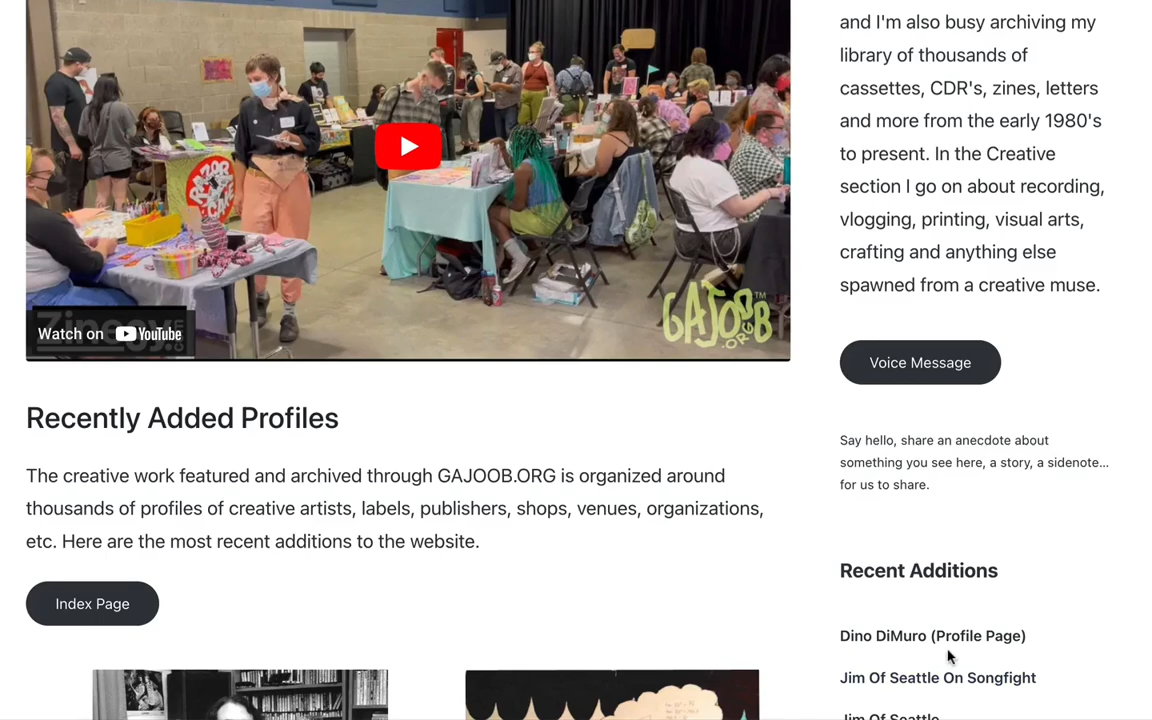 and I'm also busy archiving my
library of thousands of
cassettes, CDR's, zines, letters
and more from the early 1980's
to present. In the Creative
section I go on about recording,
vlogging, printing, visual arts,
crafting and anything else
spawned from a creative muse.
GAJOOB™
.ORG
Watch on YouTube
Voice Message
Recently Added Profiles
Say hello, share an anecdote about
something you see here, a story, a sidenote...
for us to share.
The creative work featured and archived through GAJOOB.ORG is organized around
thousands of profiles of creative artists, labels, publishers, shops, venues, organizations,
etc. Here are the most recent additions to the website.
Index Page
Recent Additions
Dino DiMuro (Profile Page)
Jim Of Seattle On Songfight
Jim Of Seattle